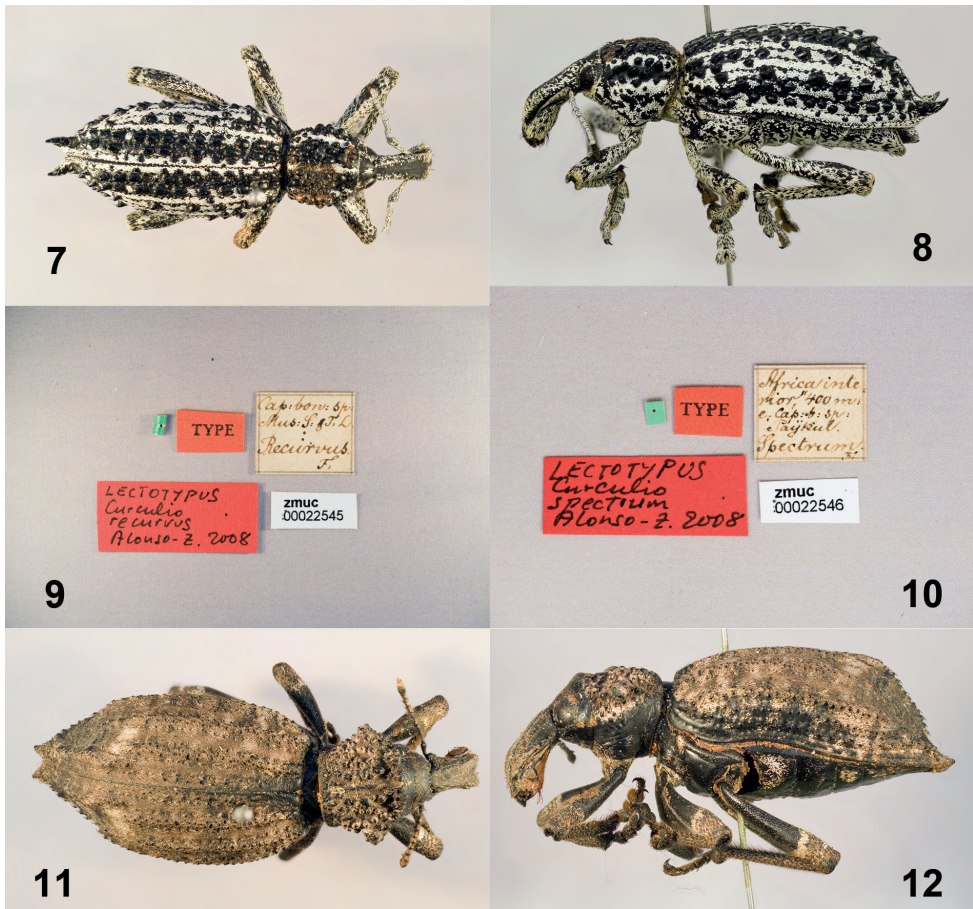 7
8
TYPE
Cap: bon: sp:
Mus: S: & T. L.
Recurvus.
F.
LECTOTYPUS
Curculio
recurvus
Alonso-Z. 2008
zmuc
00022545
9
TYPE
Africa inte
rior 400 m:
e. Cap: b: sp:
Paÿkul.
Spectrum.
LECTOTYPUS
Curculio
spectrum
Alonso-Z. 2008
zmuc
00022546
10
11
12